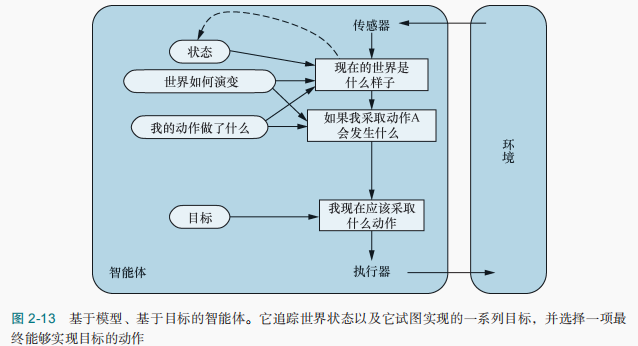 传感器
状态
现在的世界是
什么样子
世界如何演变
如果我采取动作A
会发生什么
我的动作做了什么
环
境
我现在应该采取
什么动作
目标
智能体
执行器
图 2-13 基于模型、基于目标的智能体。它追踪世界状态以及它试图实现的一系列目标，并选择一项最
终能够实现目标的动作